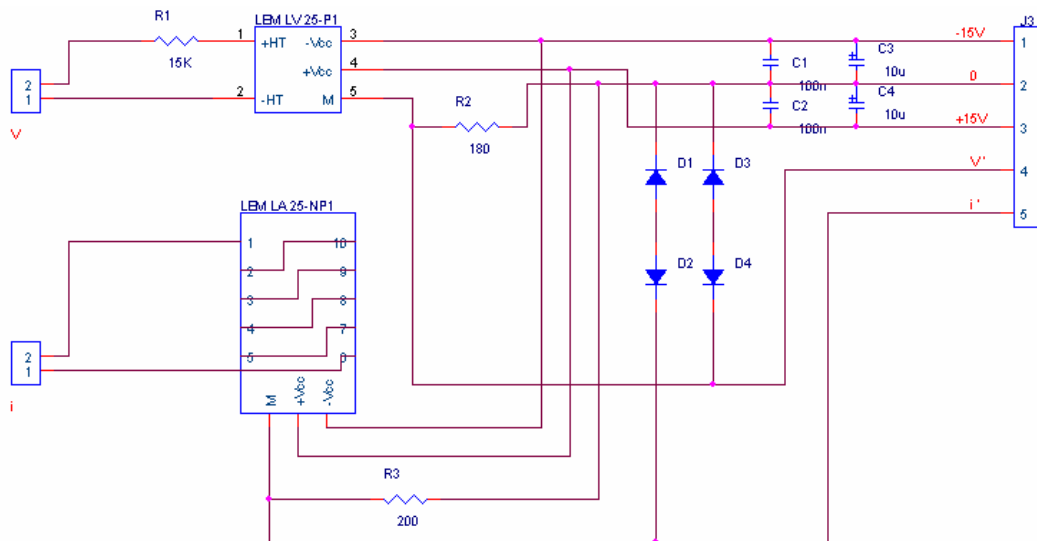 LEM LV 25-P1
R1
15K
1 +HT
2 -HT
-Vcc 3
+Vcc 4
M 5
2
1
V
R2
180
C1
100n
C2
100n
C3
10u
C4
10u
-15V
0
+15V
V'
i'
J3
1
2
3
4
5
D1
D3
D2
D4
LEM LA 25-NP1
1 10
2 9
3 8
4 7
5 6
M
+Vcc
-Vcc
2
1
i
R3
200